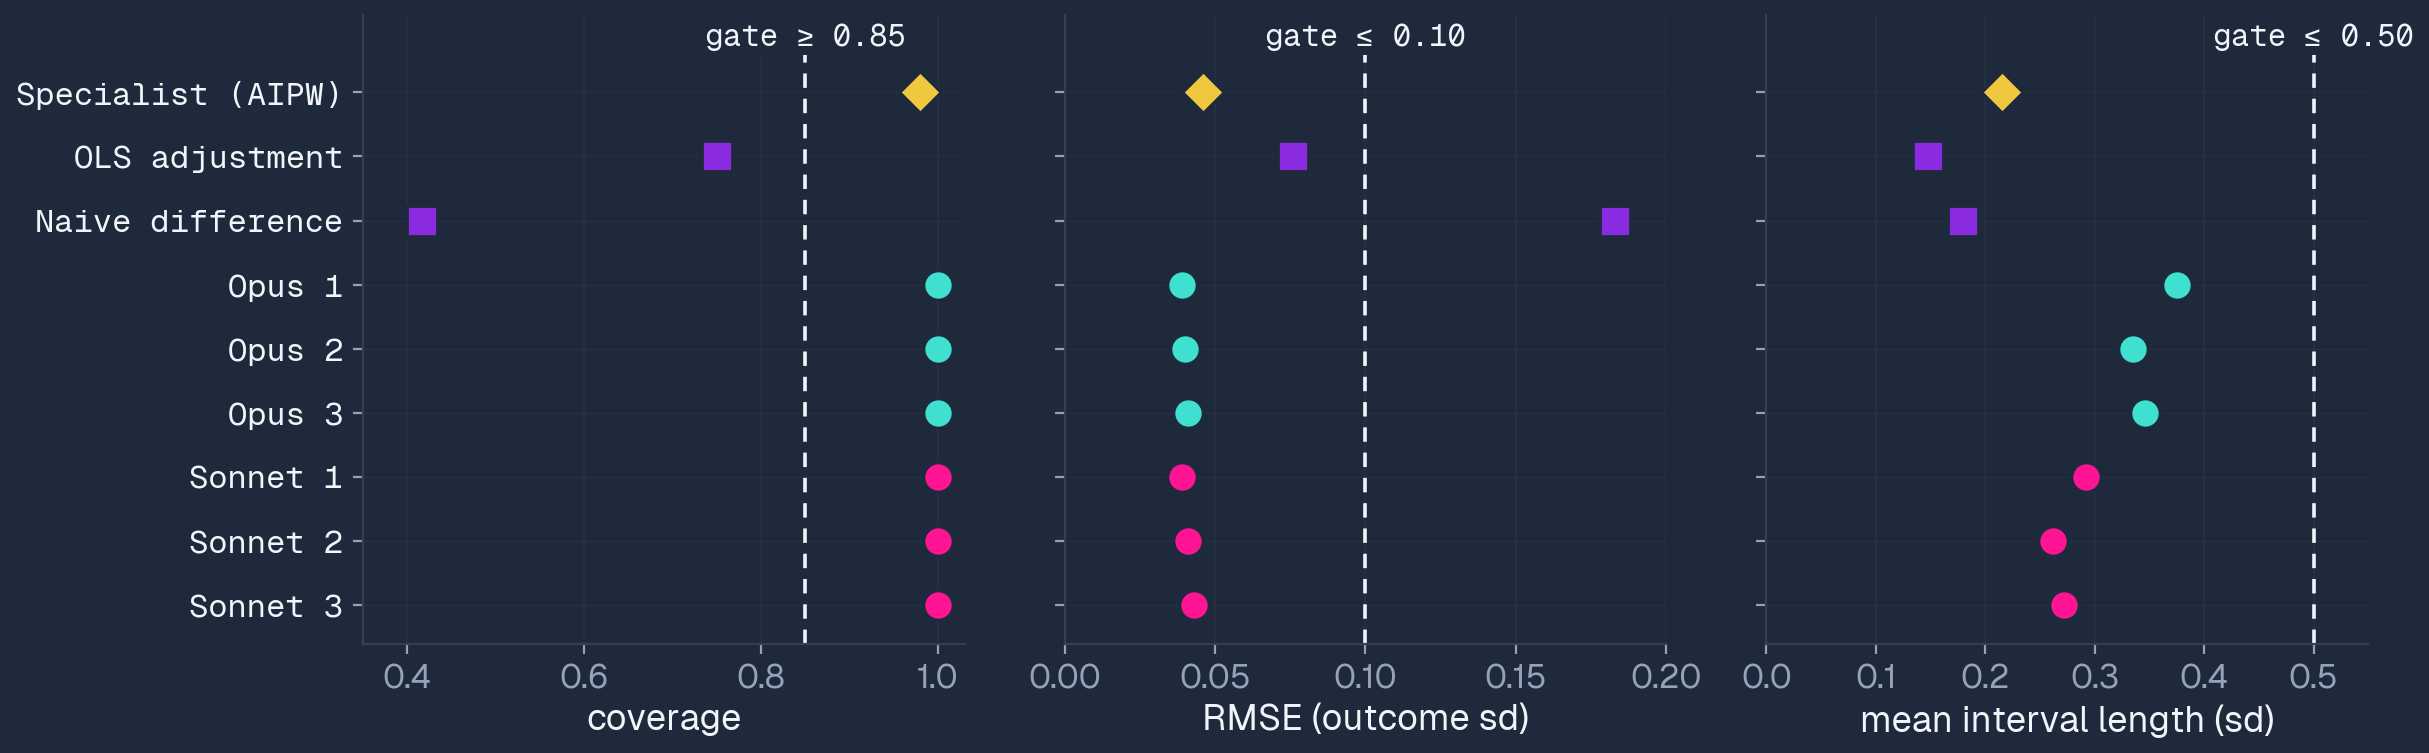 gate ≥ 0.85
gate ≤ 0.10
gate ≤ 0.50
Specialist (AIPW)
OLS adjustment
Naive difference
Opus 1
Opus 2
Opus 3
Sonnet 1
Sonnet 2
Sonnet 3
0.4 0.6 0.8 1.0
0.00 0.05 0.10 0.15 0.20
0.0 0.1 0.2 0.3 0.4 0.5
coverage
RMSE (outcome sd)
mean interval length (sd)